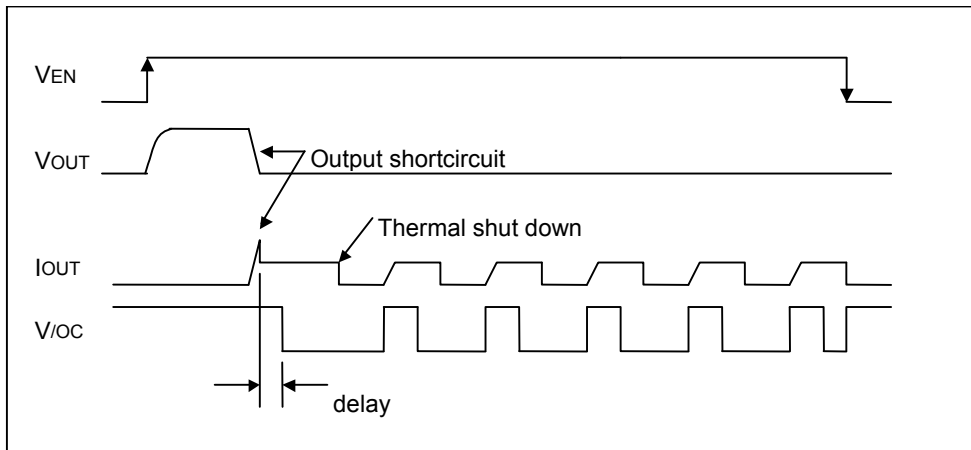 VEN
VOUT
Output shortcircuit
Thermal shut down
IOUT
V/OC
delay